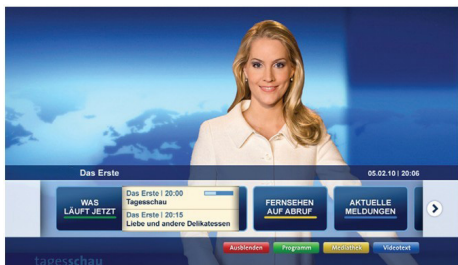 Das Erste
05.02.10 | 20:06
WAS
LÄUFT JETZT
Das Erste | 20:00
Tagesschau
Das Erste | 20:15
Liebe und andere Delikatessen
FERNSEHEN
AUF ABRUF
AKTUELLE
MELDUNGEN
Ausblenden
Programm
Mediathek
Videotext
tagesschau